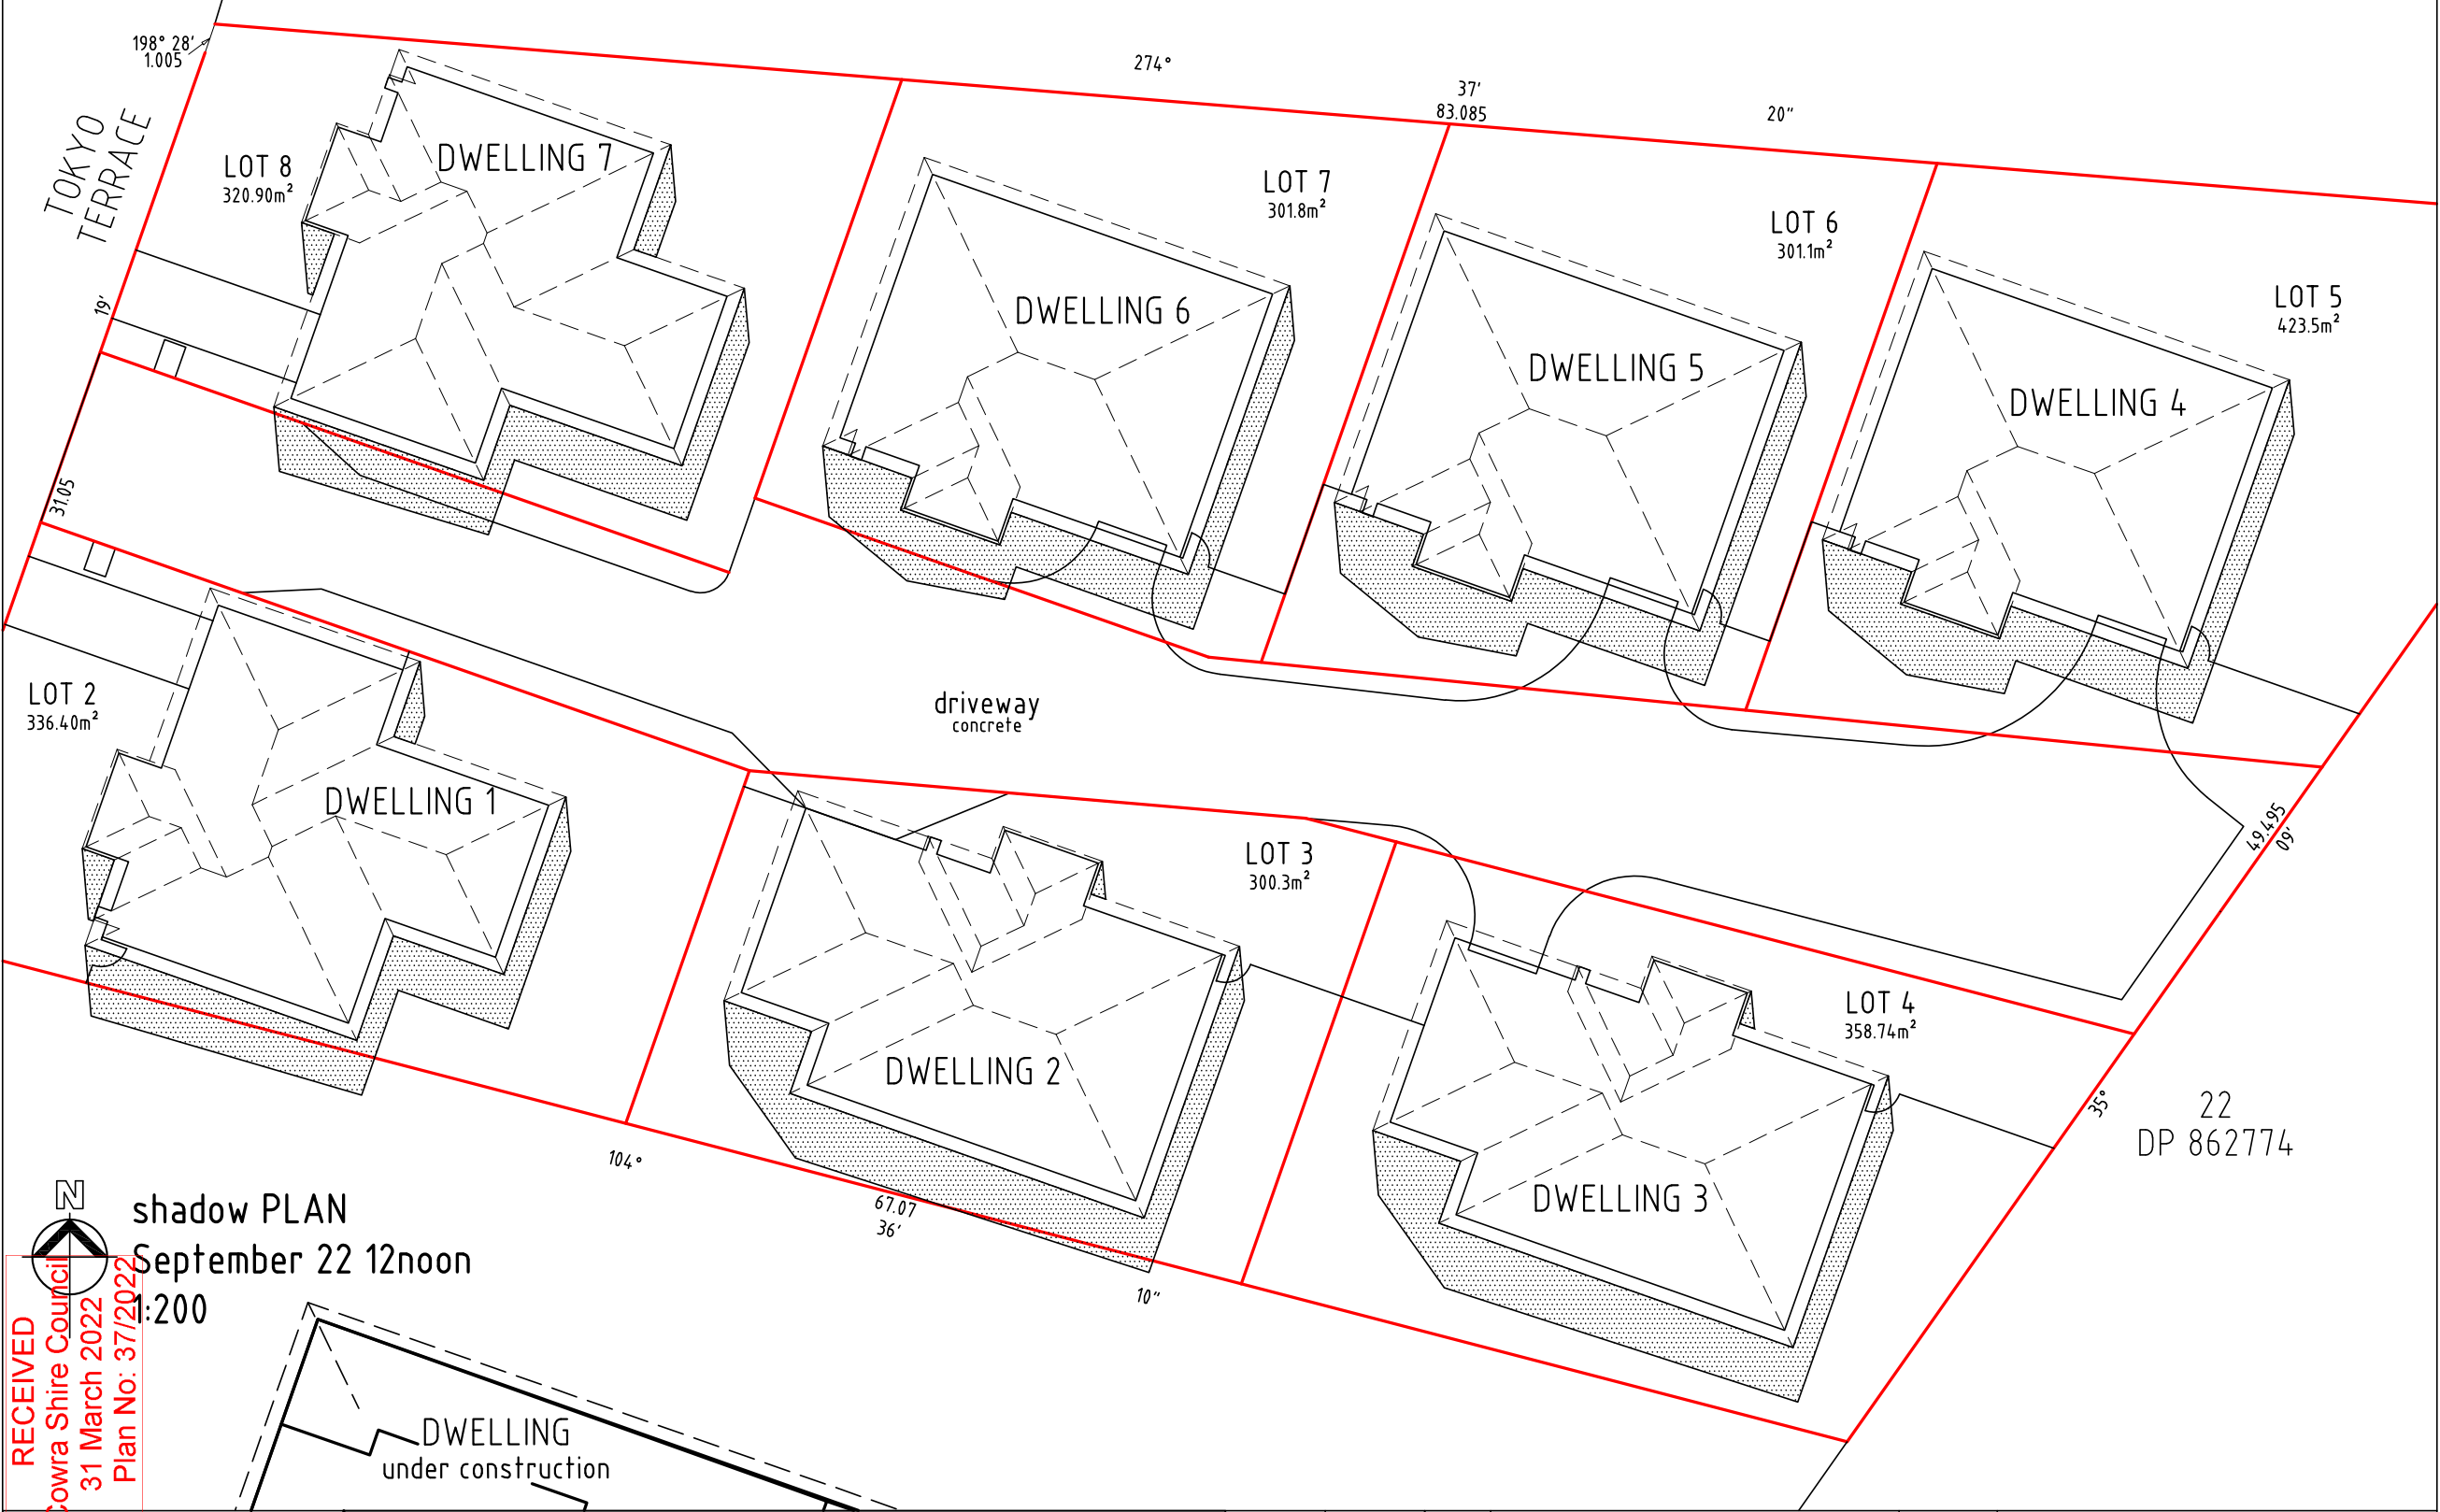 198° 28'
1.005
274°
37'
83.085
20"
TOKYO
TERRACE
LOT 8
320.90m²
DWELLING 7
LOT 7
301.8m²
DWELLING 6
LOT 6
301.1m²
DWELLING 5
LOT 5
423.5m²
DWELLING 4
19'
31.05
LOT 2
336.40m²
DWELLING 1
driveway
concrete
LOT 3
300.3m²
DWELLING 2
LOT 4
358.74m²
DWELLING 3
49.495
09'
35°
22
DP 862774
104°
67.07
36'
10"
N
shadow PLAN
September 22 12noon
1:200
RECEIVED
Cowra Shire Council
31 March 2022
Plan No: 37/2022
DWELLING
under construction